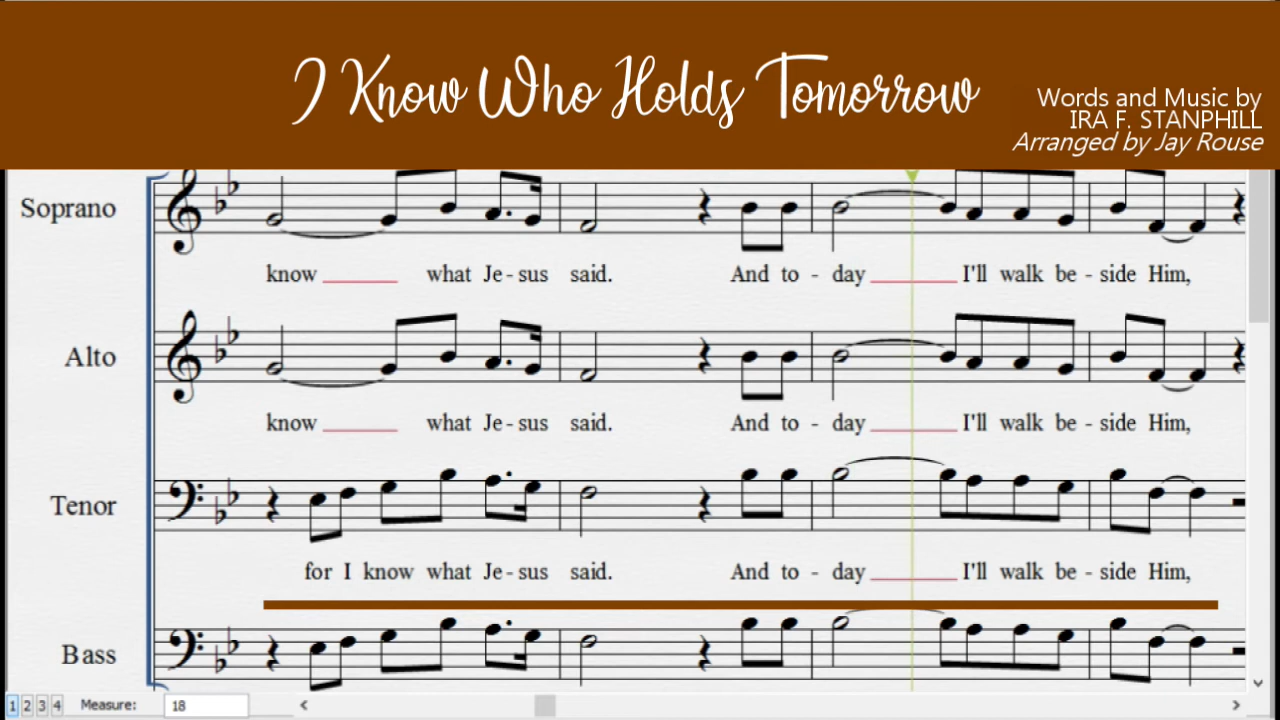 I Know Who Holds Tomorrow
Words and Music by
IRA F. STANPHILL
Arranged by Jay Rouse
Soprano
know what Je - sus said. And to - day I'll walk be - side Him,
Alto
know what Je - sus said. And to - day I'll walk be - side Him,
Tenor
for I know what Je - sus said. And to - day I'll walk be - side Him,
Bass
1 2 3 4 Measure: 18